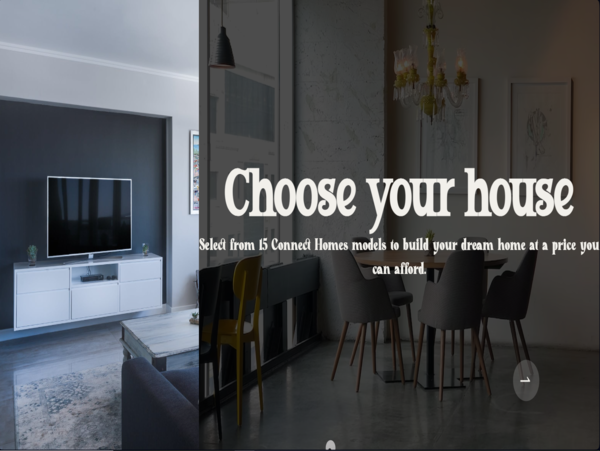 Choose your house
Select from 15 Connect Homes models to build your dream home at a price you
can afford.